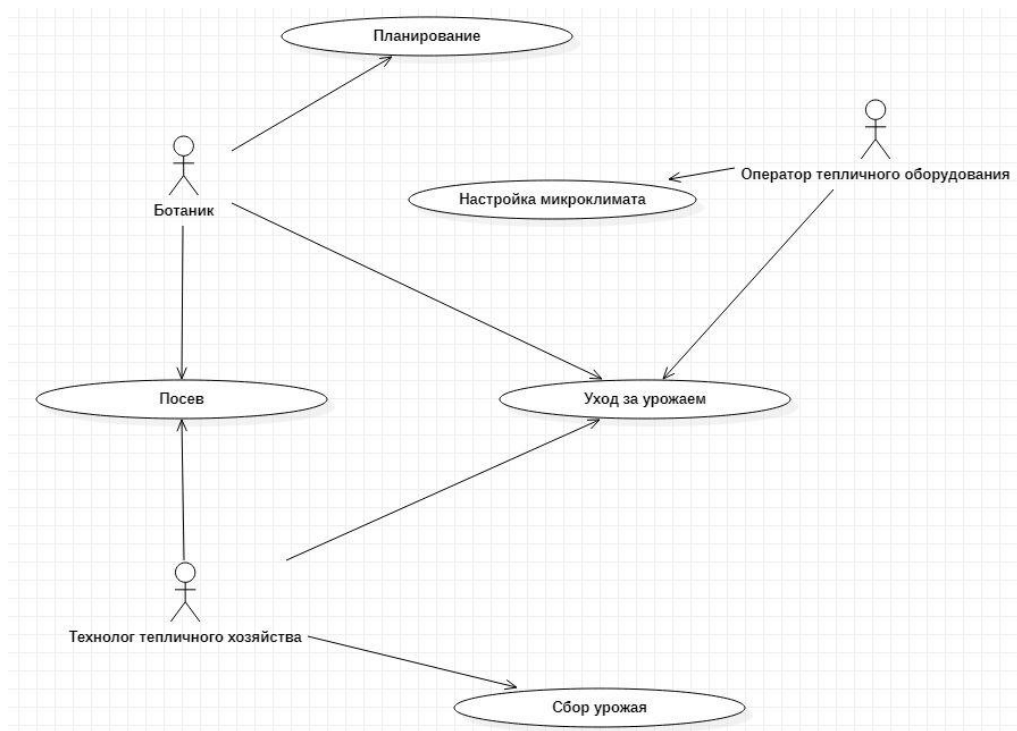 Планирование
Оператор тепличного оборудования
Настройка микроклимата
Ботаник
Посев
Уход за урожаем
Технолог тепличного хозяйства
Сбор урожая